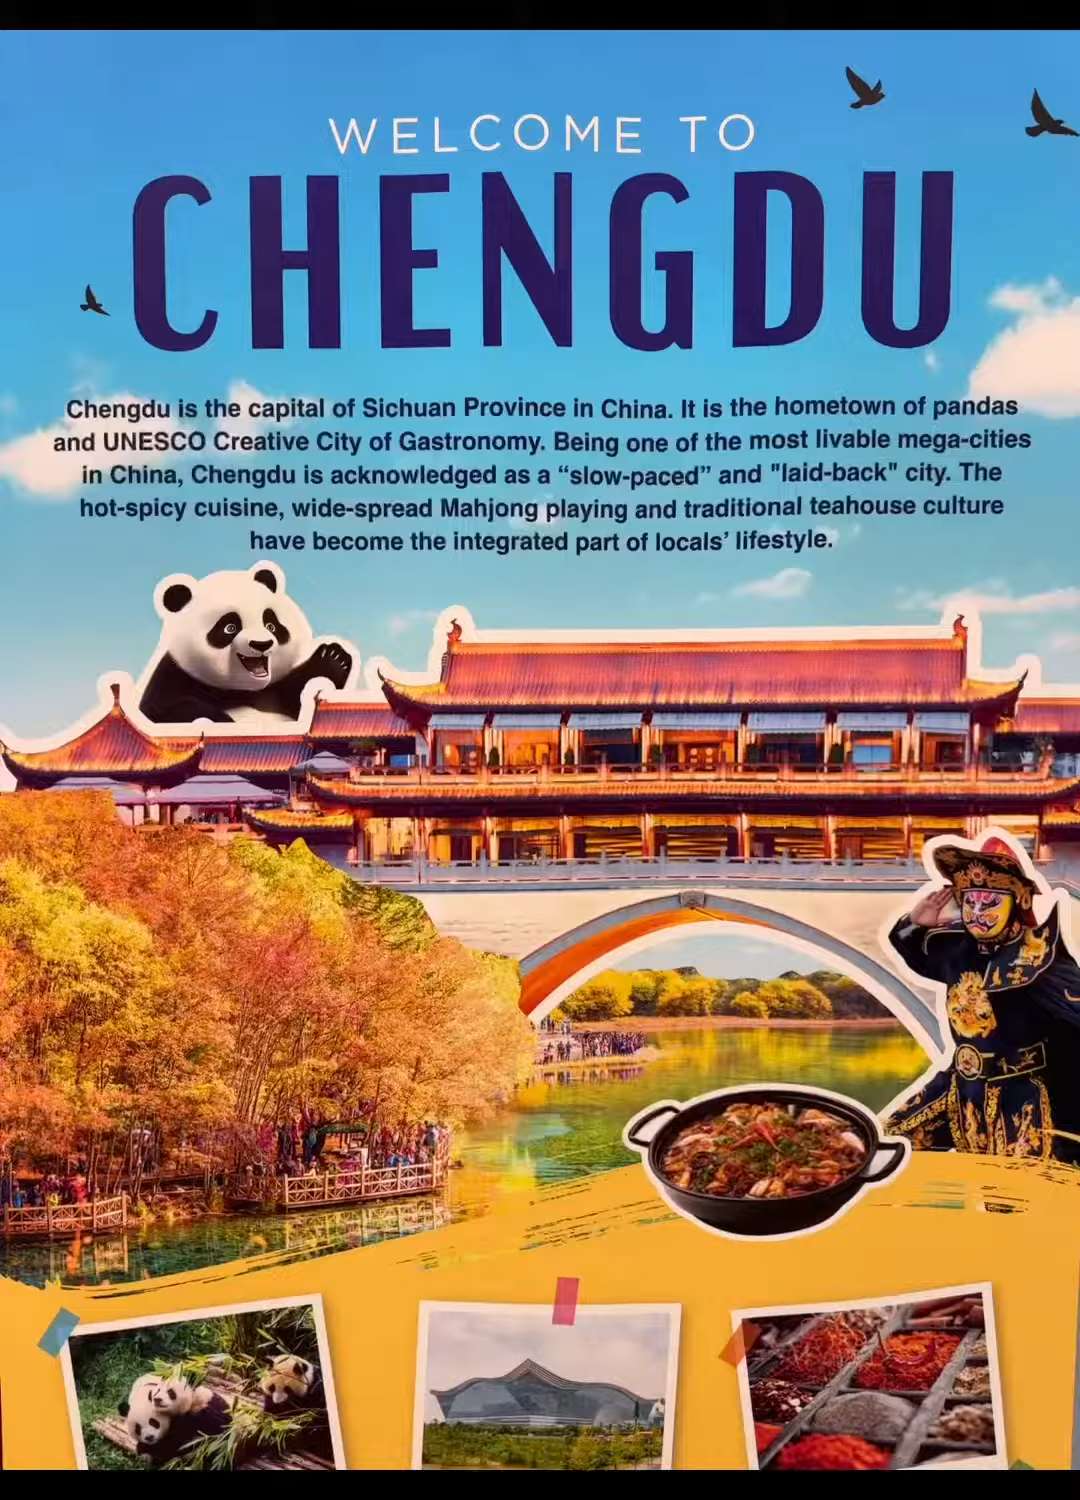 WELCOME TO
CHENGDU
Chengdu is the capital of Sichuan Province in China. It is the hometown of pandas
and UNESCO Creative City of Gastronomy. Being one of the most livable mega-cities
in China, Chengdu is acknowledged as a “slow-paced” and "laid-back" city. The
hot-spicy cuisine, wide-spread Mahjong playing and traditional teahouse culture
have become the integrated part of locals’ lifestyle.